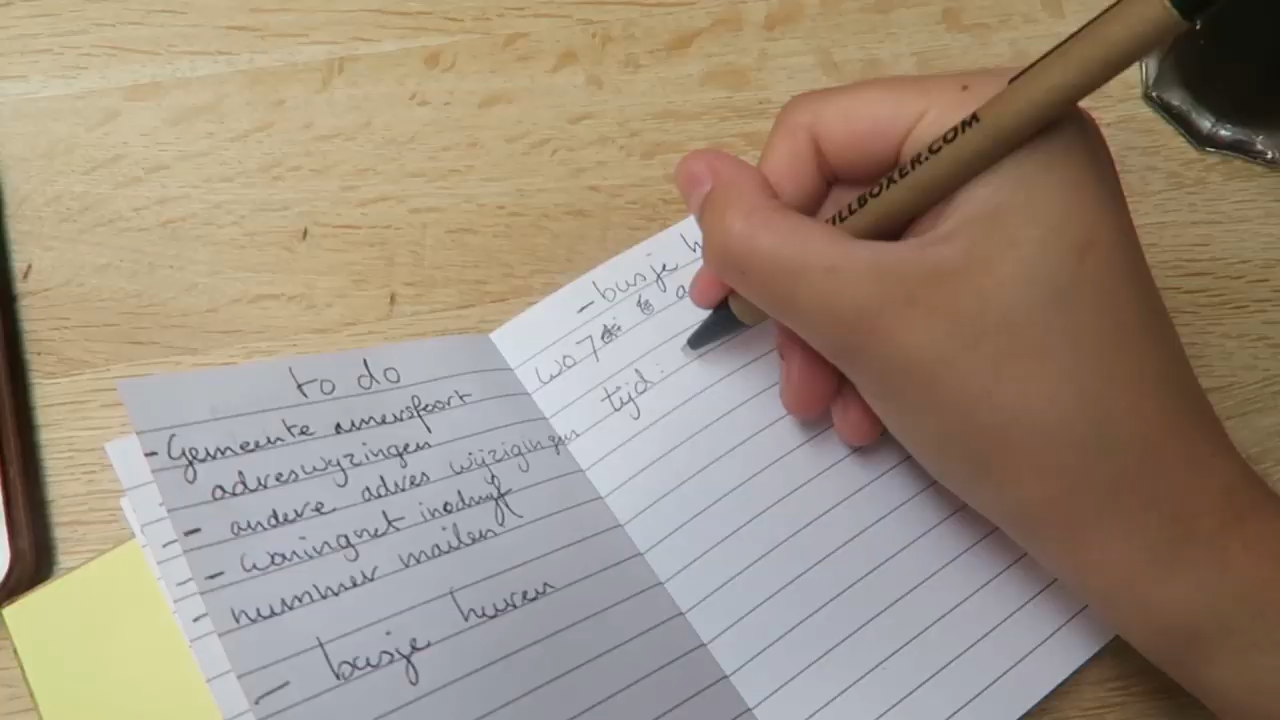 to do
- Gemeente amersfoort
adreswyzingen
- andere adres wijzigingen
- woningnet inschrijf
nummer mailen
- busje huren
- busje h
wo 7
tijd:
ILLBOXER.COM